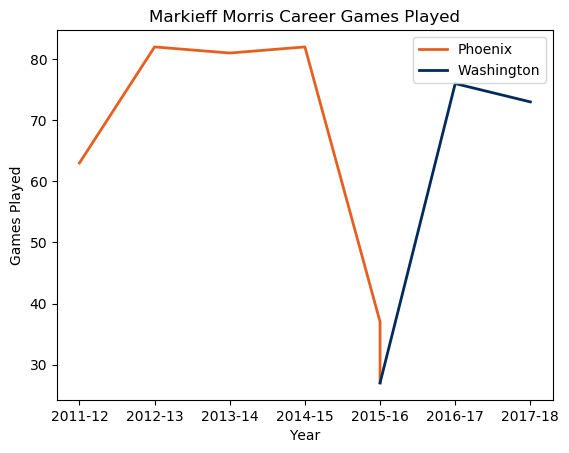 Markieff Morris Career Games Played
Phoenix
Washington
80
70
60
50
40
30
Games Played
2011-12 2012-13 2013-14 2014-15 2015-16 2016-17 2017-18
Year